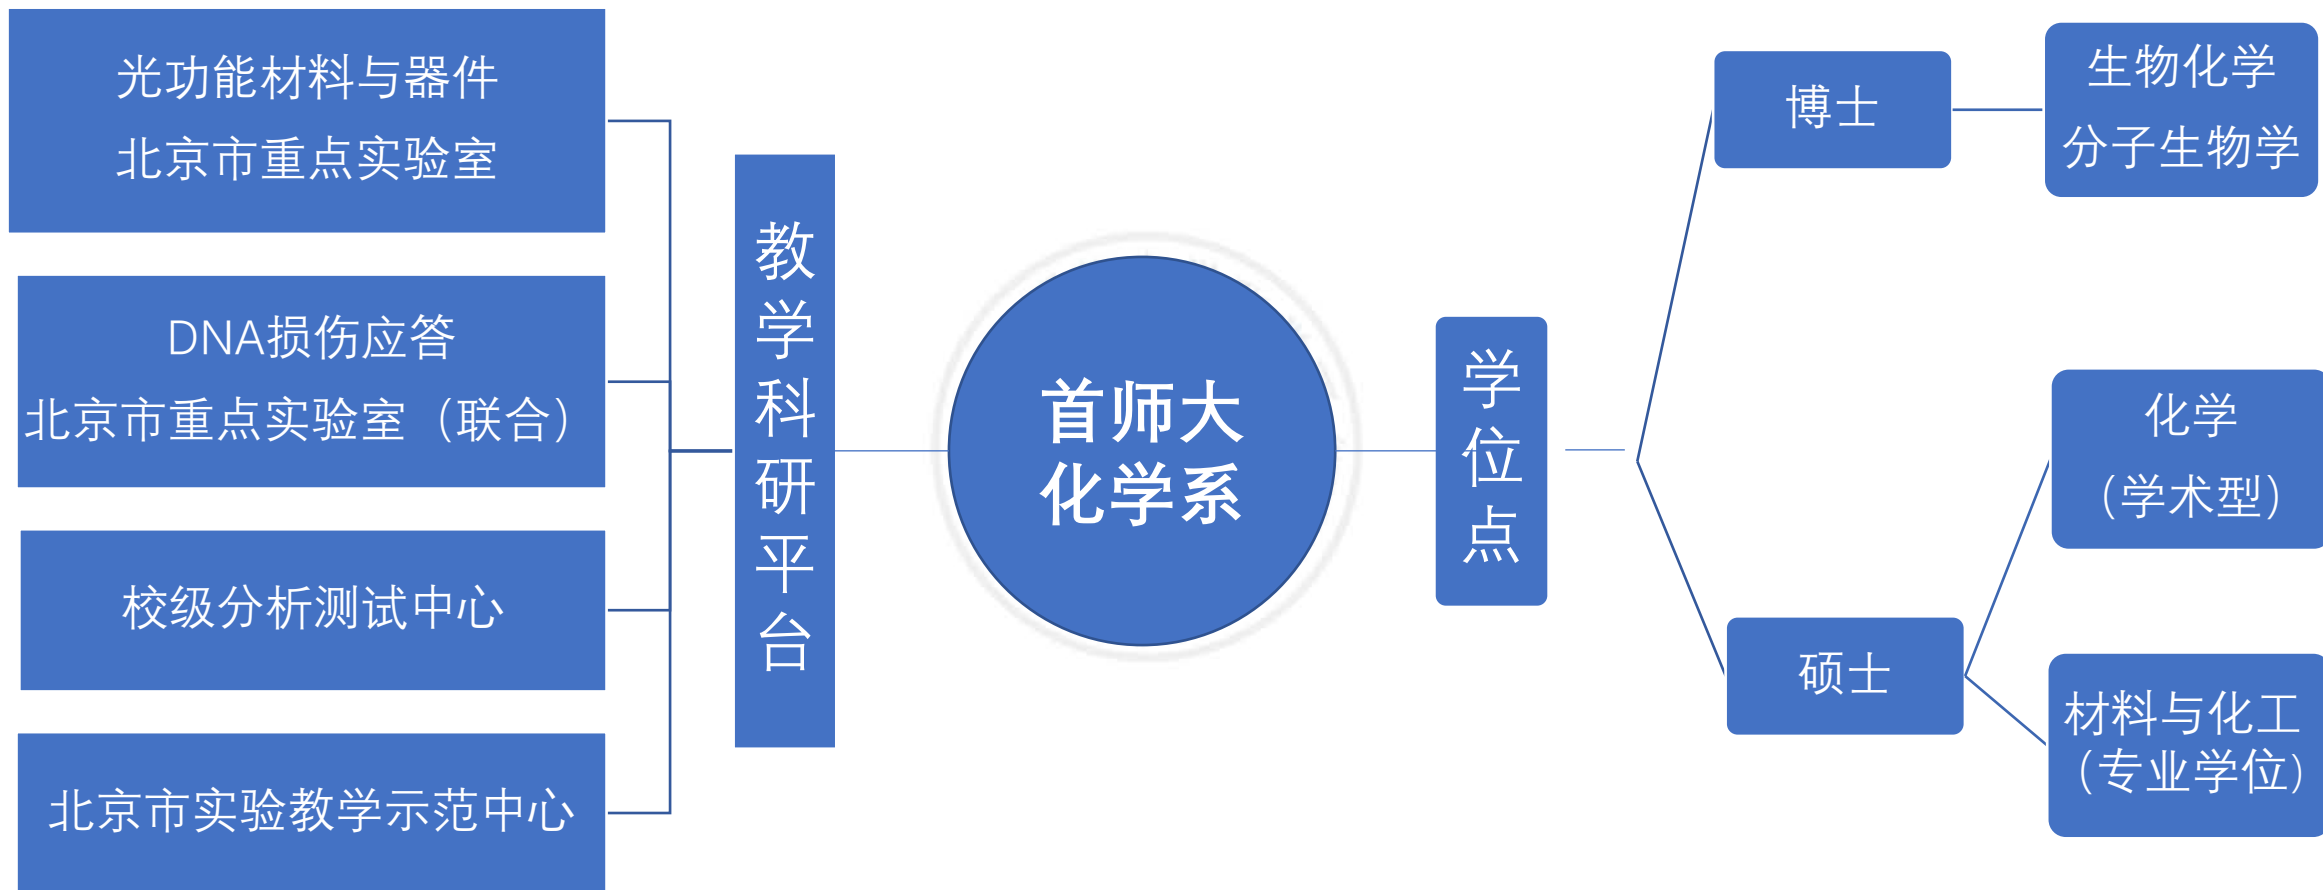 光功能材料与器件
北京市重点实验室
DNA损伤应答
北京市重点实验室（联合）
校级分析测试中心
北京市实验教学示范中心
教学科研平台
首师大
化学系
学位点
博士
生物化学
分子生物学
硕士
化学
（学术型）
材料与化工
（专业学位）